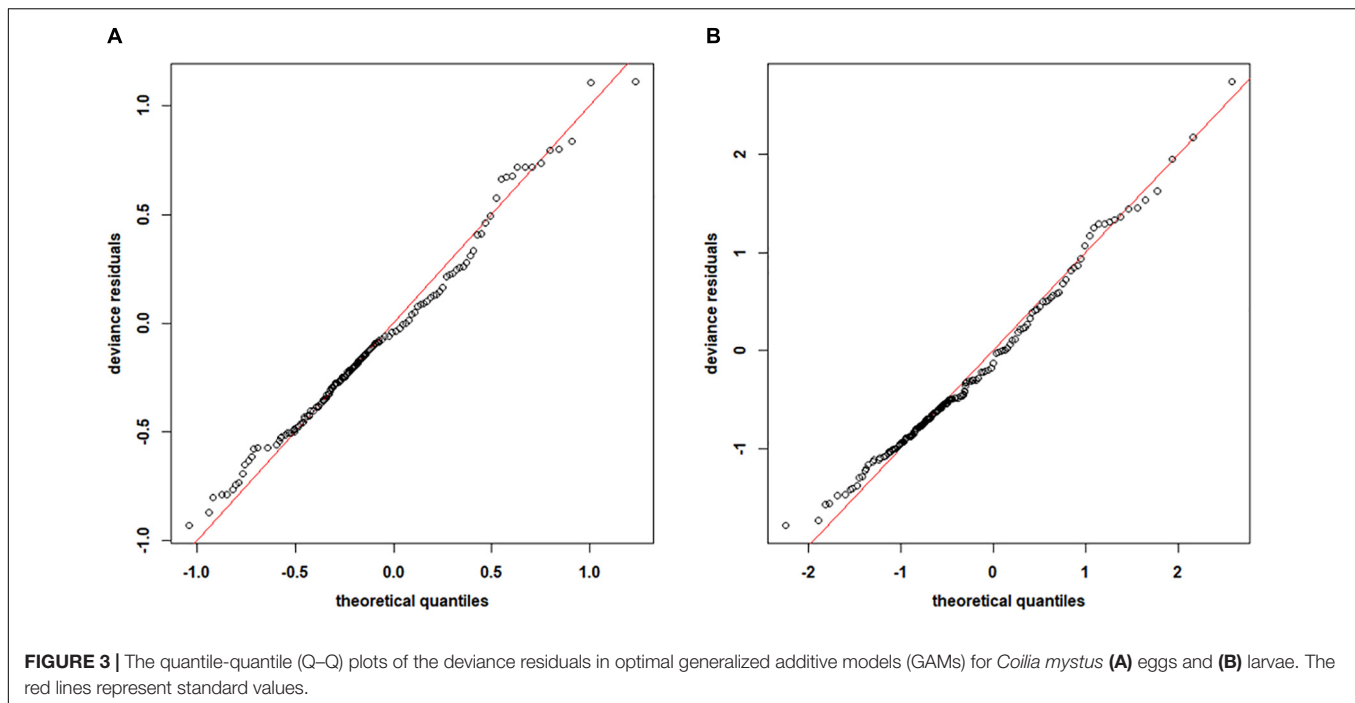 A
B
1.0
0.5
0.0
-0.5
-1.0
deviance residuals
-1.0 -0.5 0.0 0.5 1.0
theoretical quantiles
2
1
0
-1
deviance residuals
-2 -1 0 1 2
theoretical quantiles
FIGURE 3 | The quantile-quantile (Q–Q) plots of the deviance residuals in optimal generalized additive models (GAMs) for Coilia mystus (A) eggs and (B) larvae. The
red lines represent standard values.